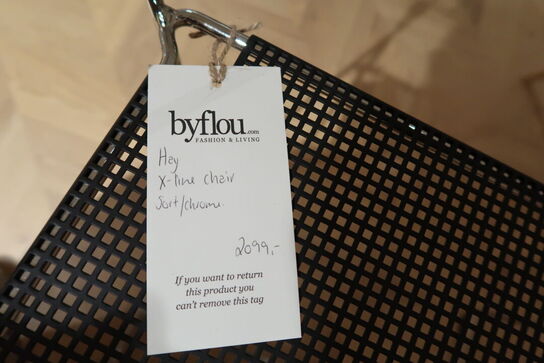 byflou.com
FASHION & LIVING
Hay
X-line chair
Sort/chrome.
2099,-
If you want to return
this product you
can't remove this tag